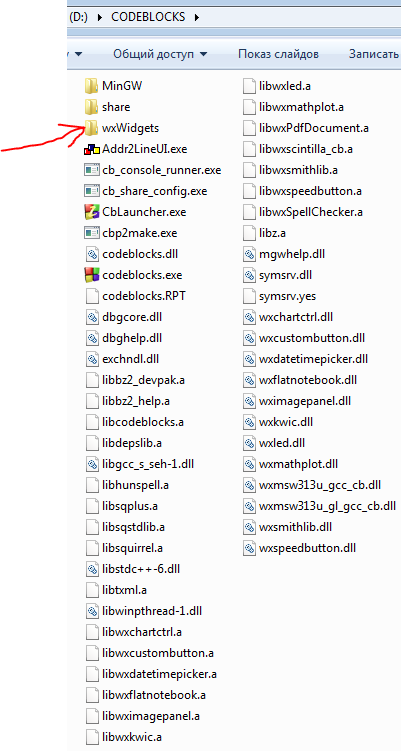 (D:) ▸ CODEBLOCKS ▸
Общий доступ ▾ Показ слайдов Записать
MinGW
share
wxWidgets
Addr2LineUI.exe
cb_console_runner.exe
cb_share_config.exe
CbLauncher.exe
cbp2make.exe
codeblocks.dll
codeblocks.exe
codeblocks.RPT
dbgcore.dll
dbghelp.dll
exchndl.dll
libbz2_devpak.a
libbz2_help.a
libcodeblocks.a
libdepslib.a
libgcc_s_seh-1.dll
libhunspell.a
libsqplus.a
libsqstdlib.a
libsquirrel.a
libstdc++-6.dll
libtxml.a
libwinpthread-1.dll
libwxchartctrl.a
libwxcustombutton.a
libwxdatetimepicker.a
libwxflatnotebook.a
libwximagepanel.a
libwxkwic.a
libwxled.a
libwxmathplot.a
libwxPdfDocument.a
libwxscintilla_cb.a
libwxsmithlib.a
libwxspeedbutton.a
libwxSpellChecker.a
libz.a
mgwhelp.dll
symsrv.dll
symsrv.yes
wxchartctrl.dll
wxcustombutton.dll
wxdatetimepicker.dll
wxflatnotebook.dll
wximagepanel.dll
wxkwic.dll
wxled.dll
wxmathplot.dll
wxmsw313u_gcc_cb.dll
wxmsw313u_gl_gcc_cb.dll
wxsmithlib.dll
wxspeedbutton.dll